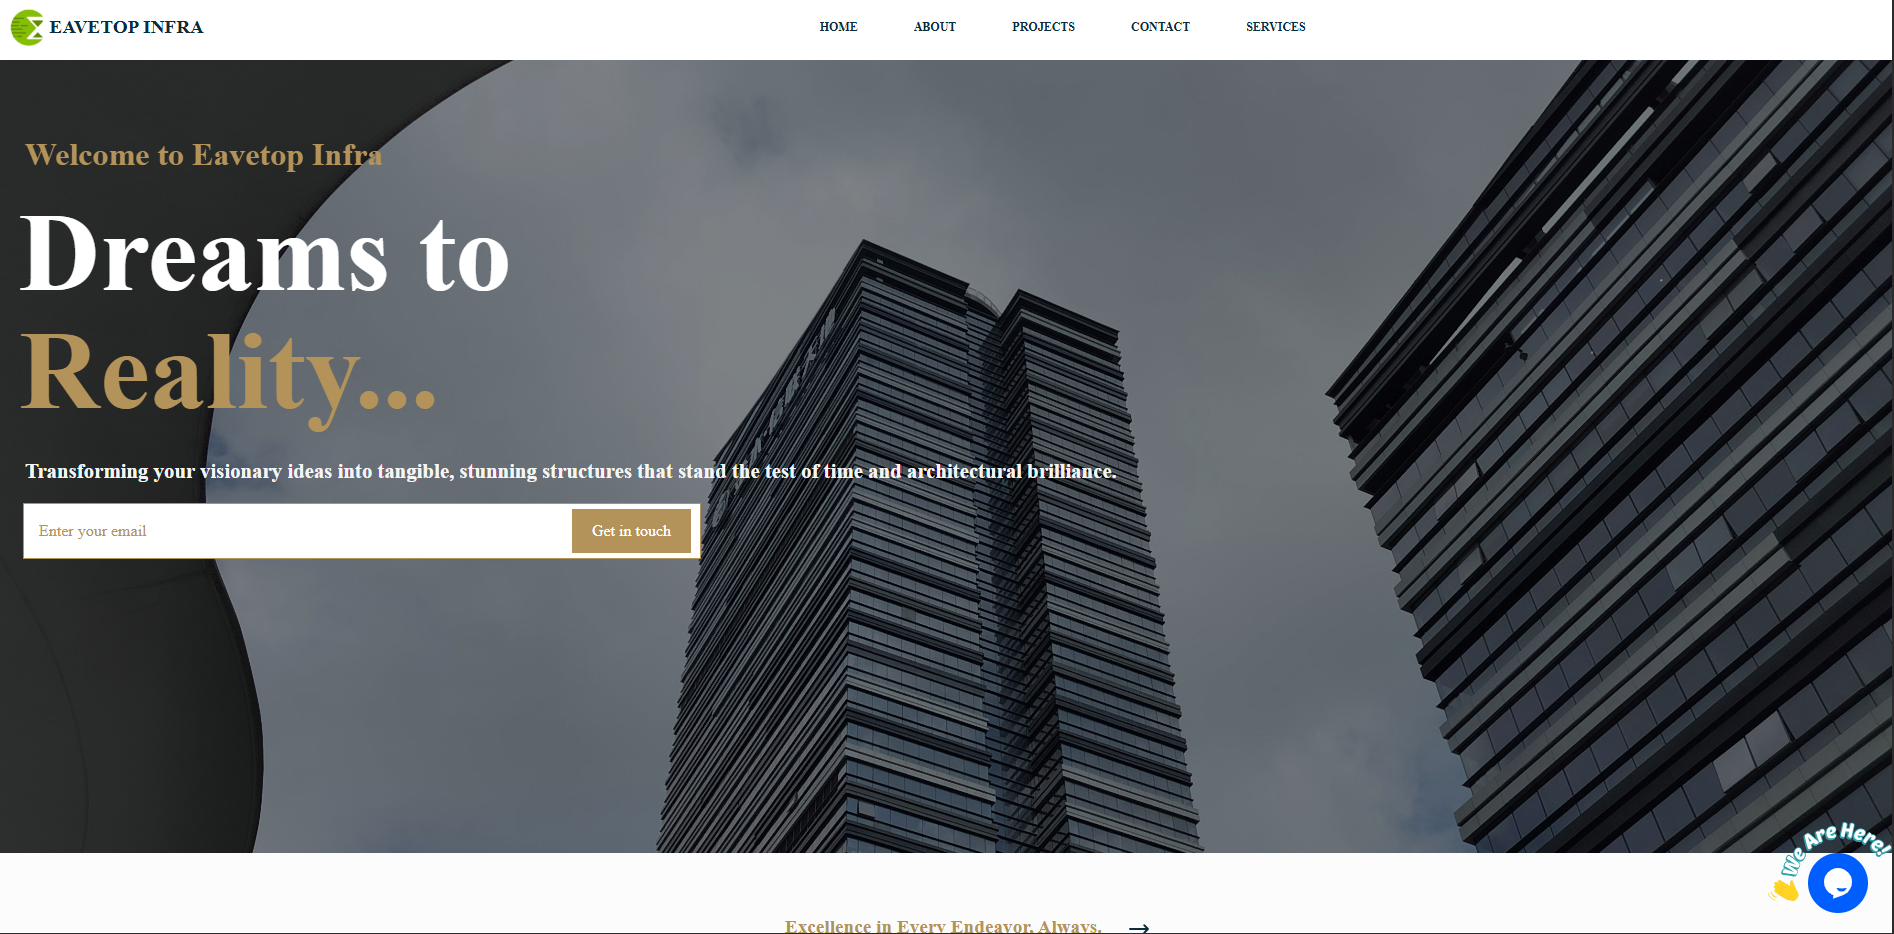 EAVETOP INFRA
HOME ABOUT PROJECTS CONTACT SERVICES
Welcome to Eavetop Infra
Dreams to
Reality...
Transforming your visionary ideas into tangible, stunning structures that stand the test of time and architectural brilliance.
Enter your email Get in touch
We Are Here!
Excellence in Every Endeavor, Always.